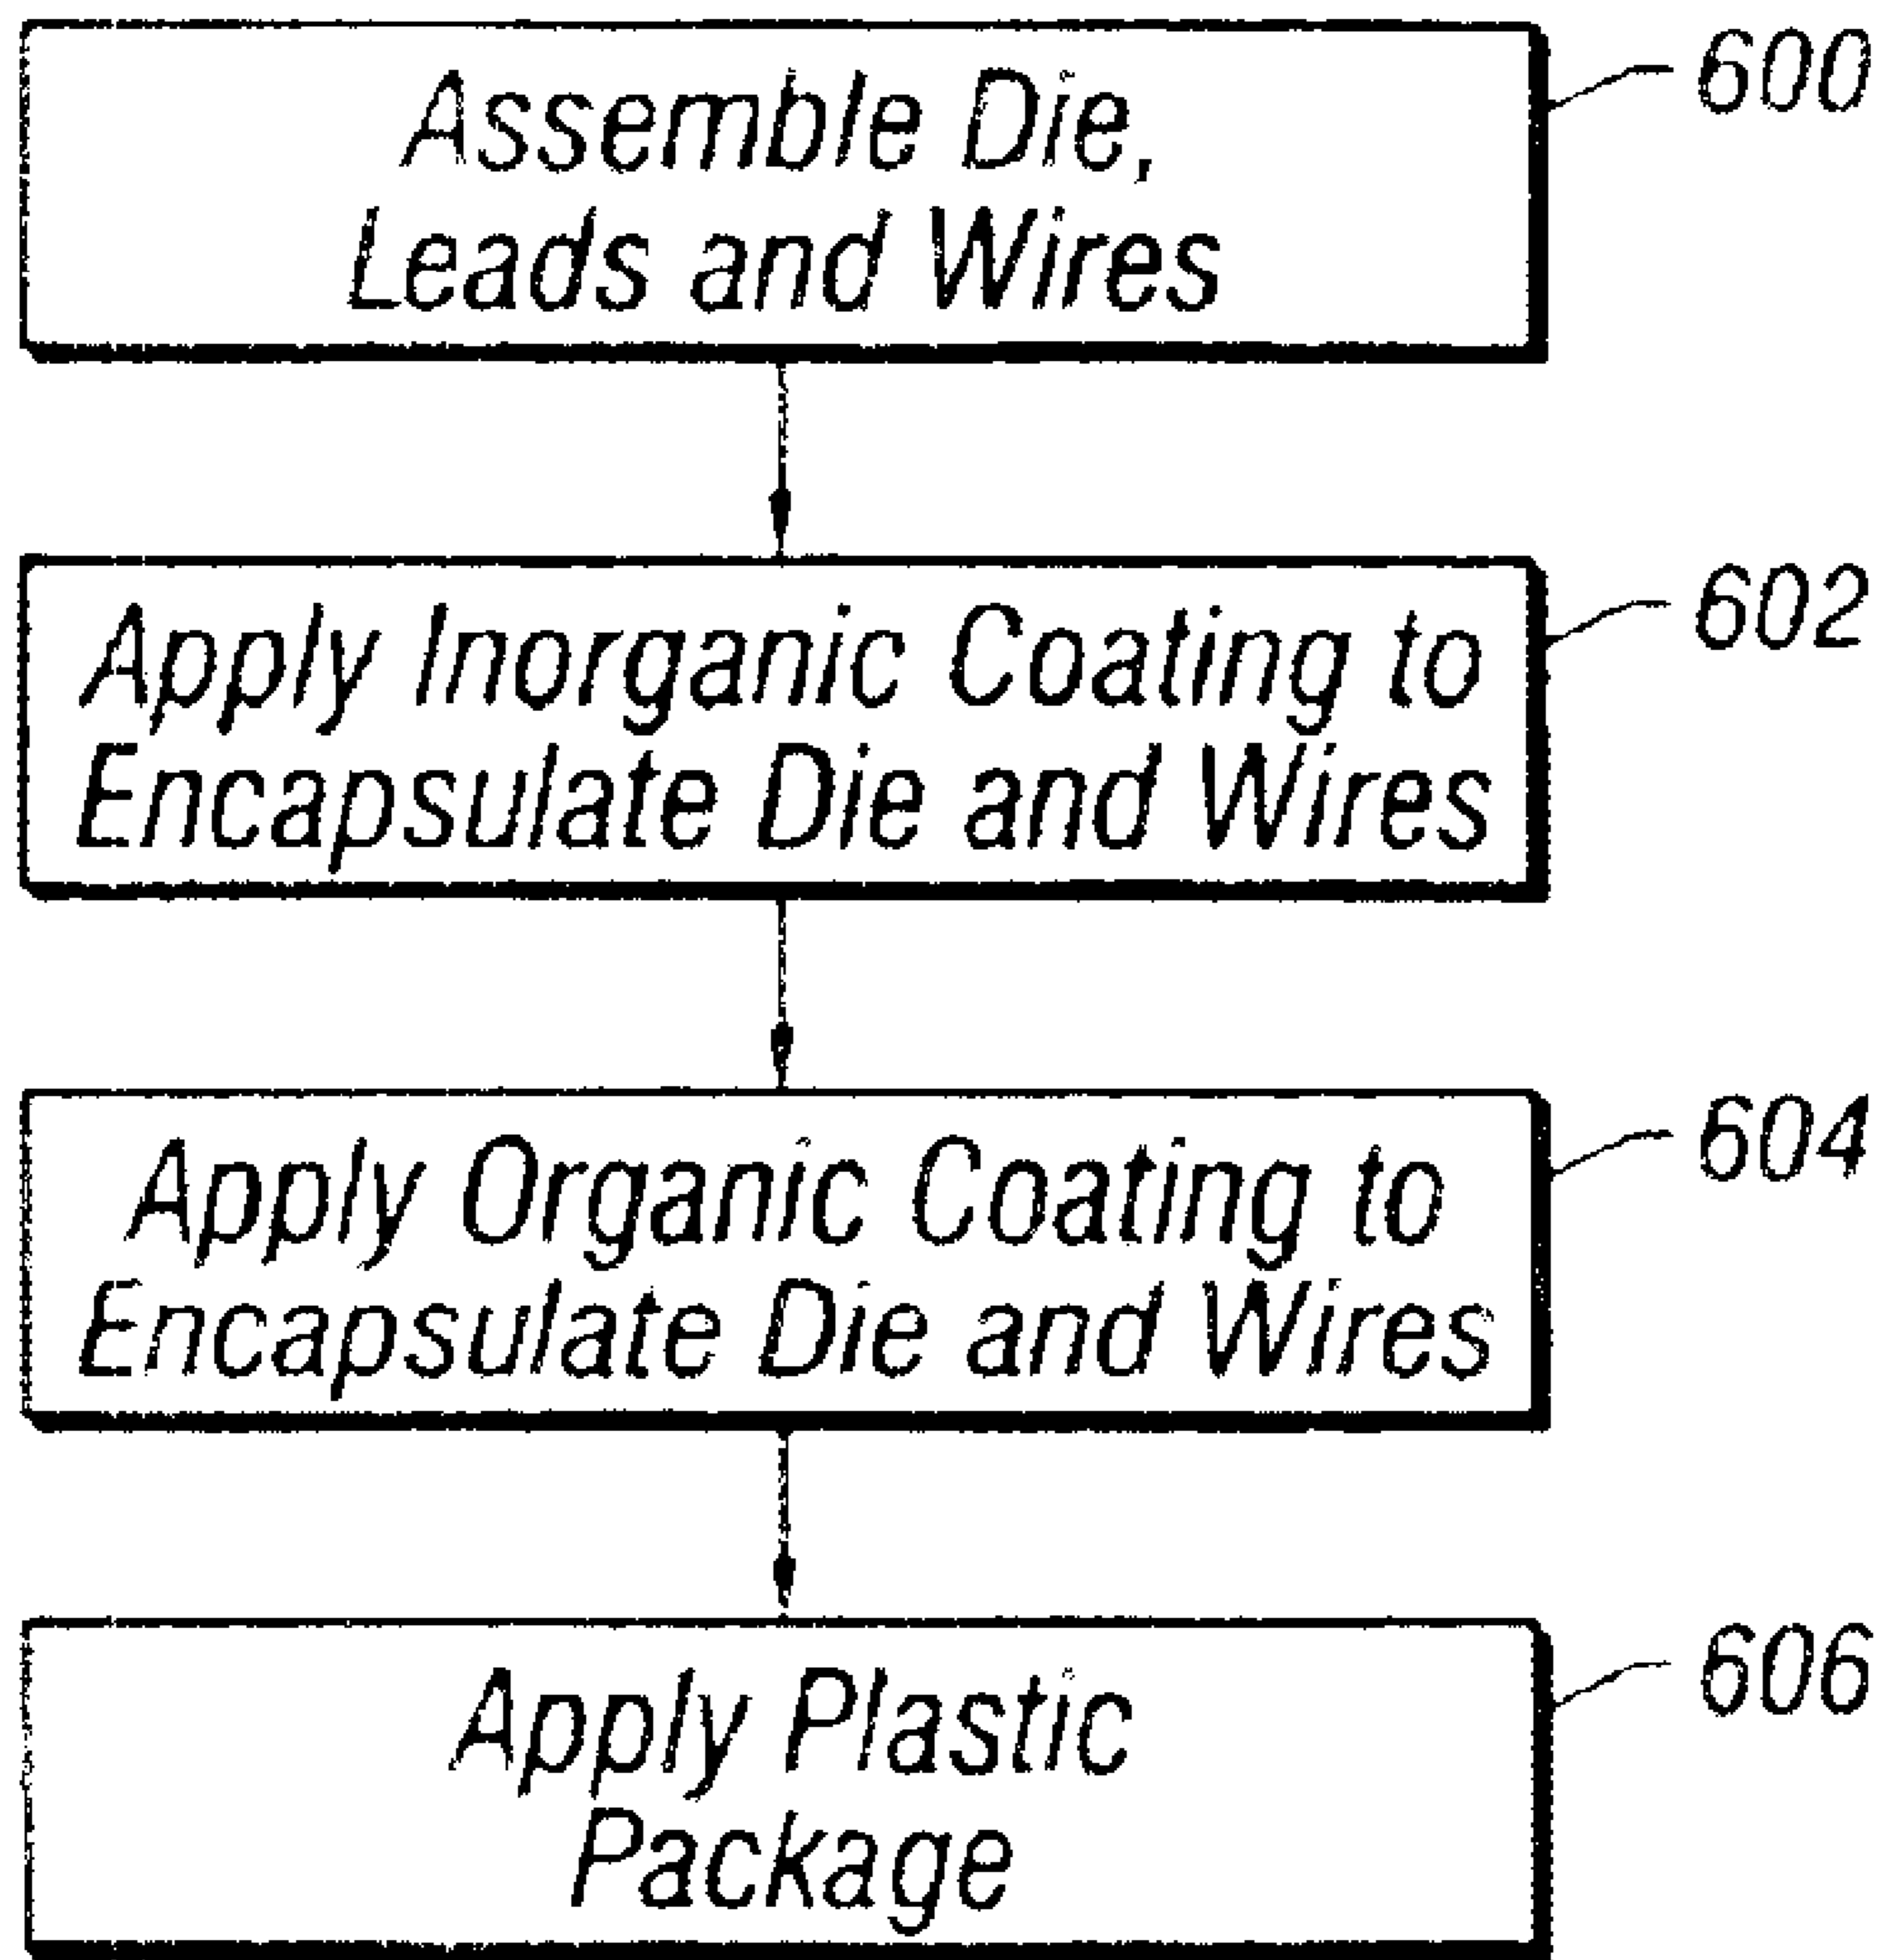 Assemble Die,
Leads and Wires
600
Apply Inorganic Coating to
Encapsulate Die and Wires
602
Apply Organic Coating to
Encapsulate Die and Wires
604
Apply Plastic
Package
606